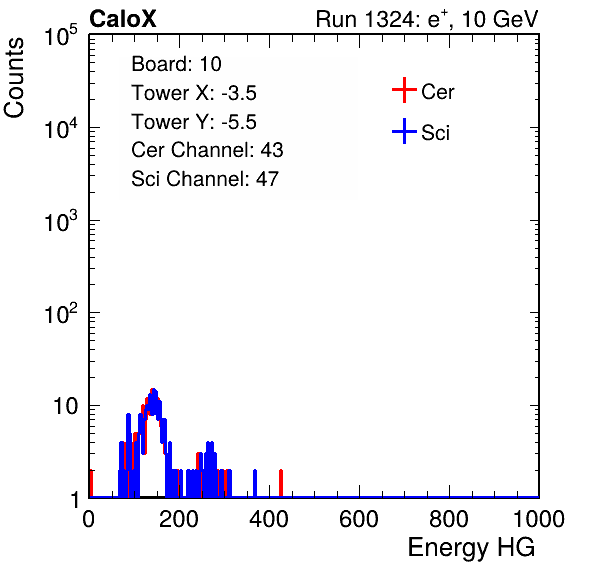 CaloX Run 1324: e⁺, 10 GeV
Counts
Board: 10
Tower X: -3.5
Tower Y: -5.5
Cer Channel: 43
Sci Channel: 47
Cer
Sci
10⁵
10⁴
10³
10²
10
1
0 200 400 600 800 1000
Energy HG